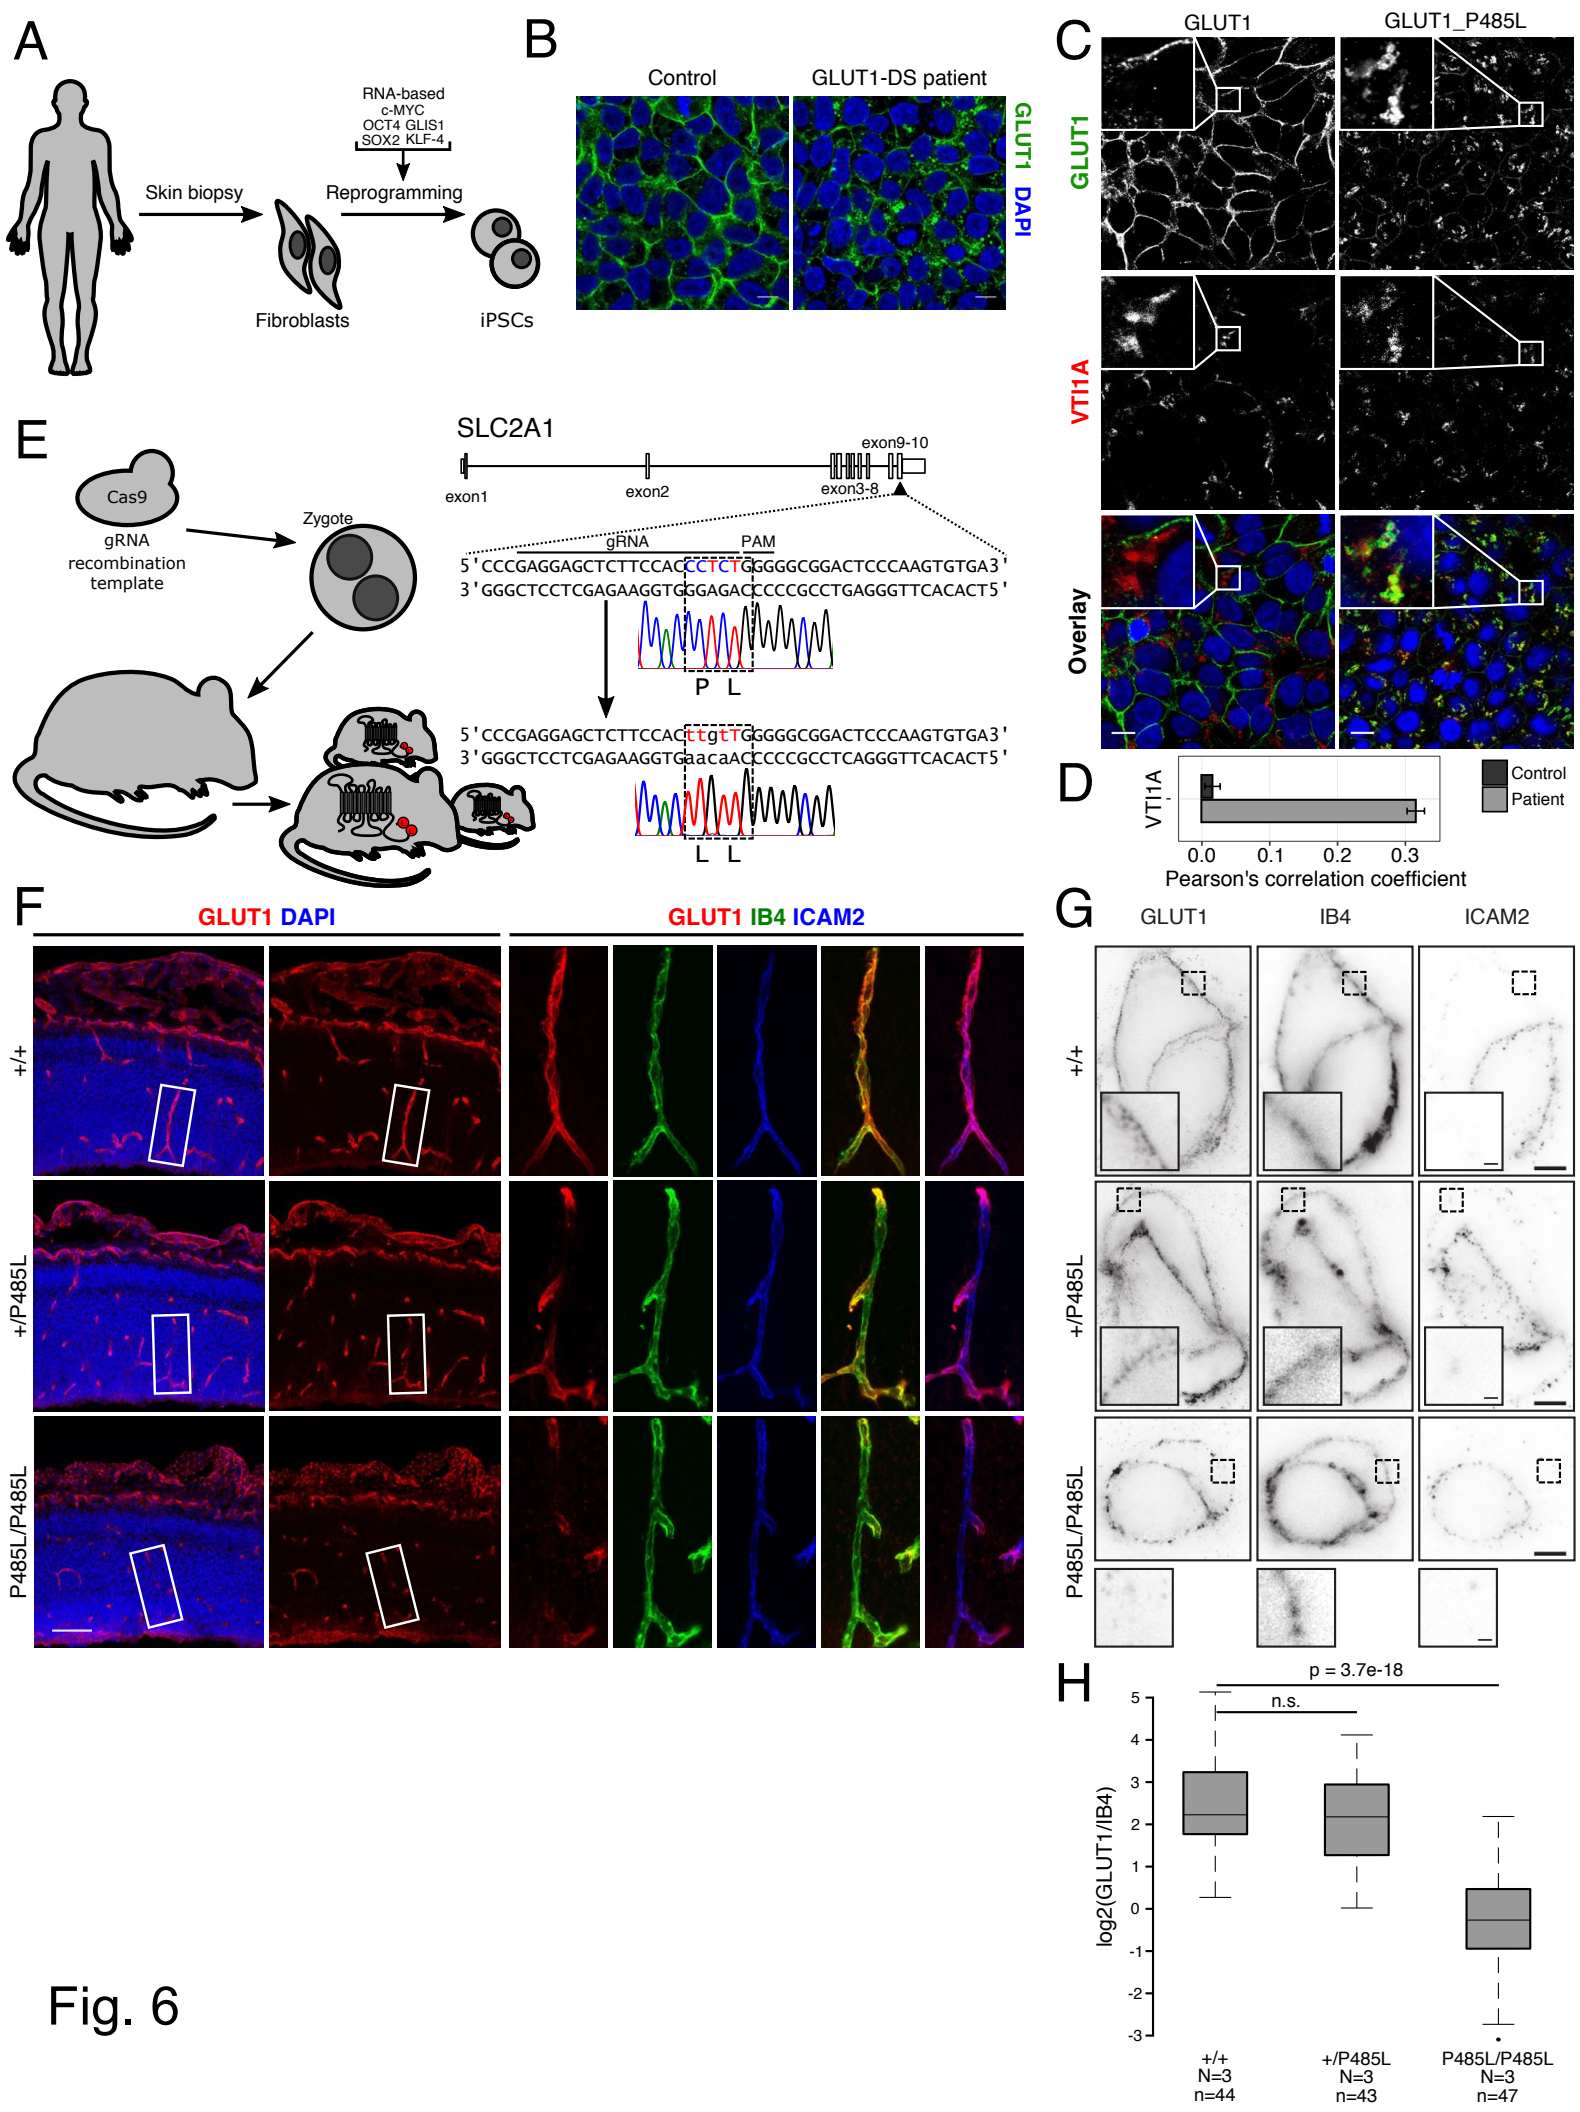 A
RNA-based
c-MYC
OCT4 GLIS1
SOX2 KLF-4
Skin biopsy
Reprogramming
Fibroblasts
iPSCs
B
Control
GLUT1-DS patient
GLUT1 DAPI
C
GLUT1
GLUT1_P485L
GLUT1
VTI1A
Overlay
D
VTI1A
Control
Patient
0.0 0.1 0.2 0.3
Pearson's correlation coefficient
E
Cas9
gRNA
recombination
template
Zygote
SLC2A1
exon9-10
exon1
exon2
exon3-8
gRNA
PAM
5'CCCGAGGAGCTCTTCCACCCTCTGGGGGCGGACTCCCAAGTGTGA3'
3'GGGCTCCTCGAGAAGGTGGGAGACCCCCGCCTGAGGGTTCACACT5'
P L
5'CCCGAGGAGCTCTTCCACttgtTGGGGGCGGACTCCCAAGTGTGA3'
3'GGGCTCCTCGAGAAGGTGaacaACCCCCGCCTCAGGGTTCACACT5'
L L
F
GLUT1 DAPI
GLUT1 IB4 ICAM2
+/+
+/P485L
P485L/P485L
G
GLUT1
IB4
ICAM2
+/+
+/P485L
P485L/P485L
H
p = 3.7e-18
n.s.
log2(GLUT1/IB4)
5
4
3
2
1
0
-1
-2
-3
+/+
N=3
n=44
+/P485L
N=3
n=43
P485L/P485L
N=3
n=47
Fig. 6